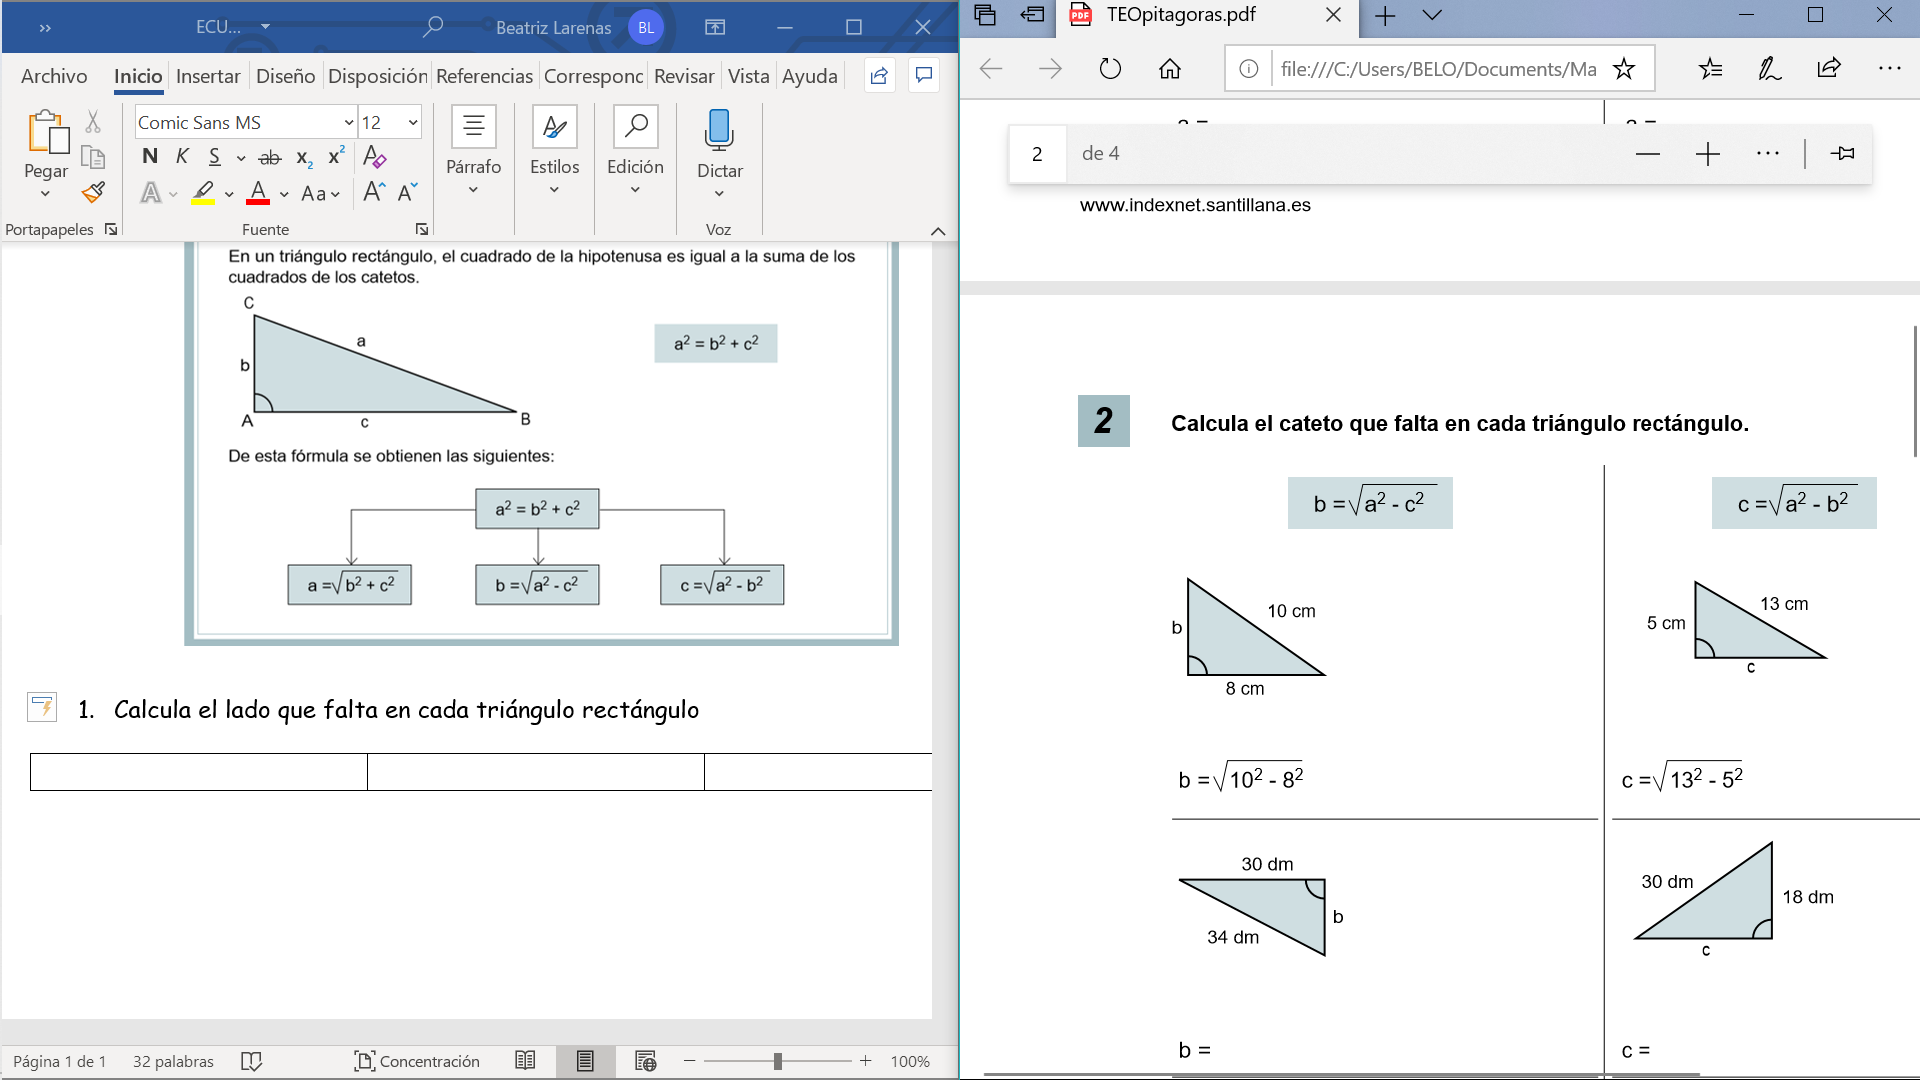 ECU...
Beatriz Larenas BL
Archivo Inicio Insertar Diseño Disposición Referencias Corresponc Revisar Vista Ayuda
Pegar
Comic Sans MS 12
N K S ab x₂ x²
A A Aa A A
Párrafo Estilos Edición Dictar
Portapapeles Fuente Voz
En un triángulo rectángulo, el cuadrado de la hipotenusa es igual a la suma de los
cuadrados de los catetos.
C
a
b
A
c
B
a² = b² + c²
De esta fórmula se obtienen las siguientes:
a² = b² + c²
a =√b² + c² b =√a² - c² c =√a² - b²
1. Calcula el lado que falta en cada triángulo rectángulo
Página 1 de 1 32 palabras Concentración 100%
PDF TEOpitagoras.pdf
file:///C:/Users/BELO/Documents/Ma
2 de 4
www.indexnet.santillana.es
2 Calcula el cateto que falta en cada triángulo rectángulo.
b =√a² - c² c =√a² - b²
10 cm
b
8 cm
13 cm
5 cm
c
b =√10² - 8² c =√13² - 5²
30 dm
b
34 dm
30 dm
18 dm
c
b = c =